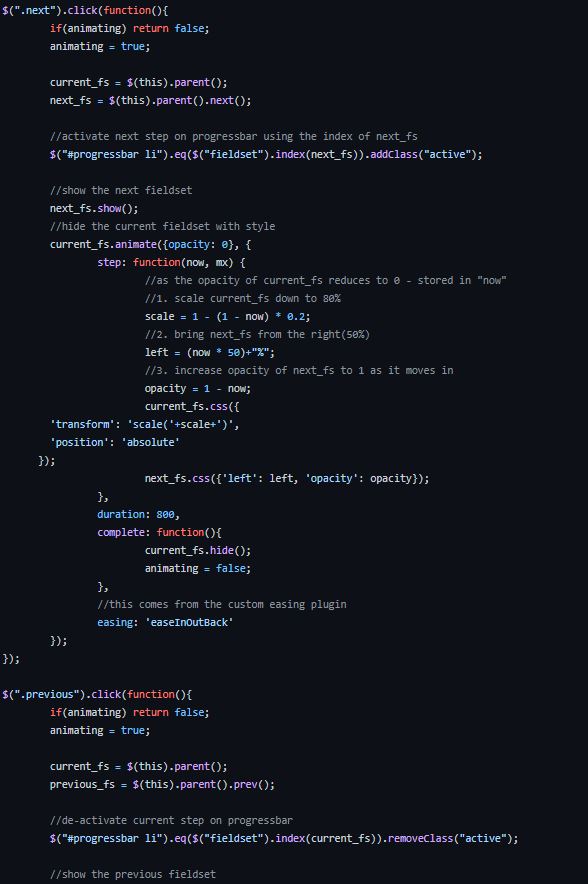 $(".next").click(function(){
if(animating) return false;
animating = true;
current_fs = $(this).parent();
next_fs = $(this).parent().next();
//activate next step on progressbar using the index of next_fs
$("#progressbar li").eq($("fieldset").index(next_fs)).addClass("active");
//show the next fieldset
next_fs.show();
//hide the current fieldset with style
current_fs.animate({opacity: 0}, {
step: function(now, mx) {
//as the opacity of current_fs reduces to 0 - stored in "now"
//1. scale current_fs down to 80%
scale = 1 - (1 - now) * 0.2;
//2. bring next_fs from the right(50%)
left = (now * 50)+"%";
//3. increase opacity of next_fs to 1 as it moves in
opacity = 1 - now;
current_fs.css({
'transform': 'scale('+scale+')',
'position': 'absolute'
});
next_fs.css({'left': left, 'opacity': opacity});
},
duration: 800,
complete: function(){
current_fs.hide();
animating = false;
},
//this comes from the custom easing plugin
easing: 'easeInOutBack'
});
});
$(".previous").click(function(){
if(animating) return false;
animating = true;
current_fs = $(this).parent();
previous_fs = $(this).parent().prev();
//de-activate current step on progressbar
$("#progressbar li").eq($("fieldset").index(current_fs)).removeClass("active");
//show the previous fieldset